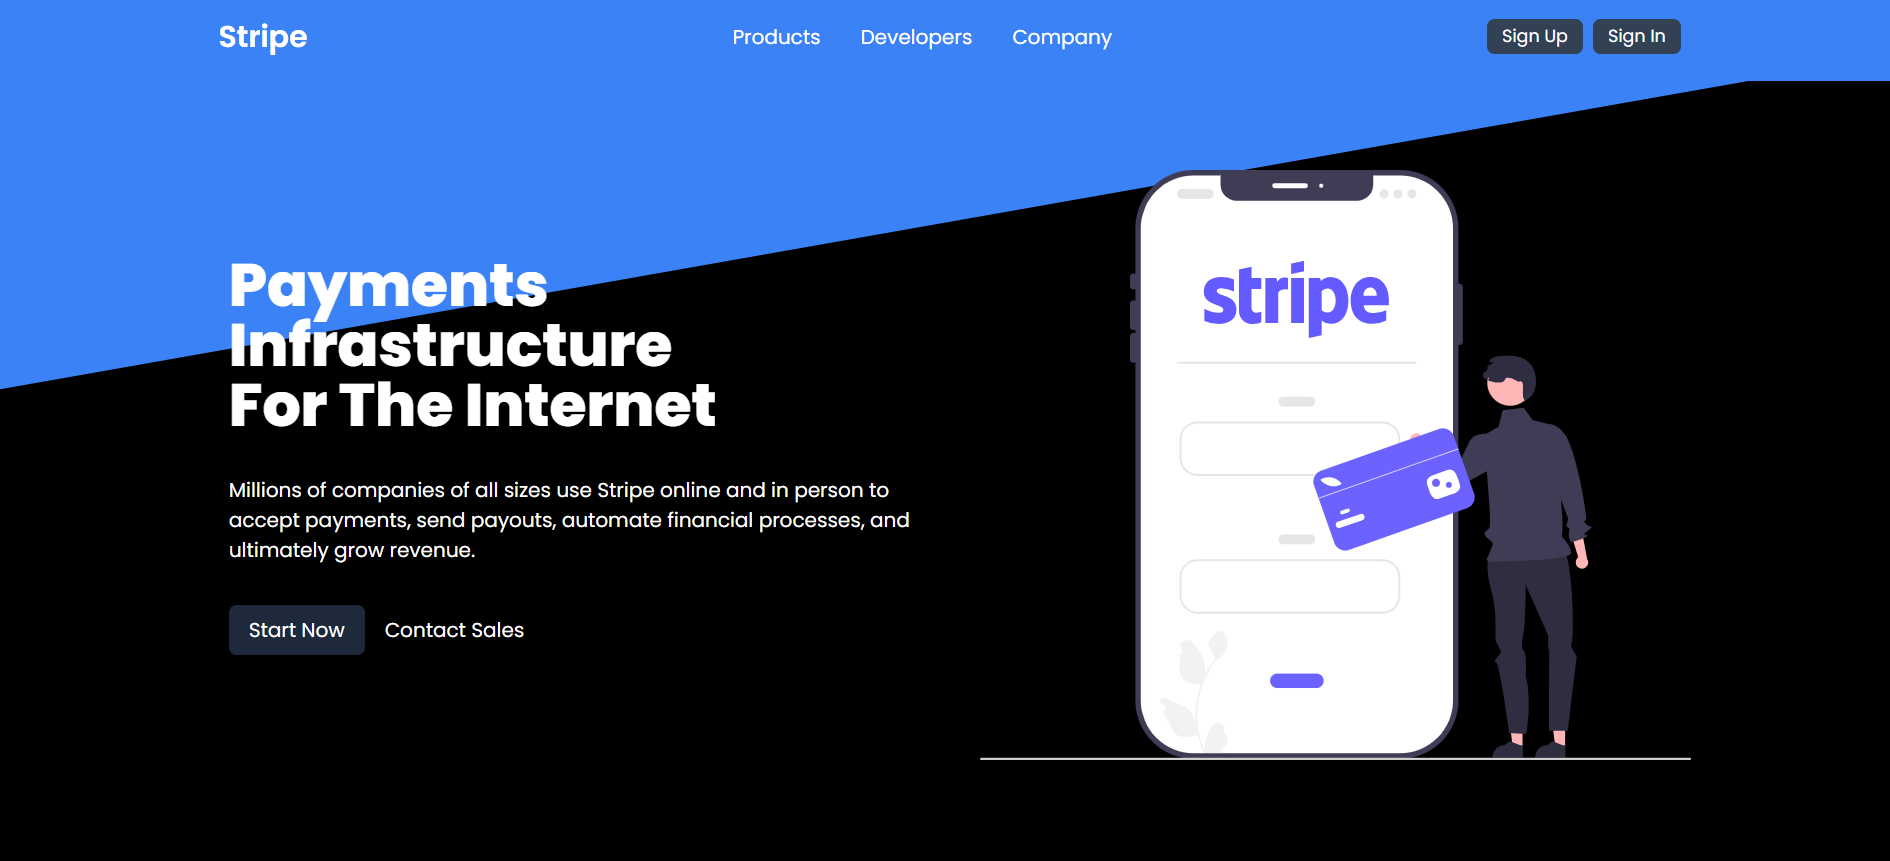 Stripe
Products
Developers
Company
Sign Up
Sign In
Payments
Infrastructure
For The Internet
Millions of companies of all sizes use Stripe online and in person to
accept payments, send payouts, automate financial processes, and
ultimately grow revenue.
Start Now
Contact Sales
stripe